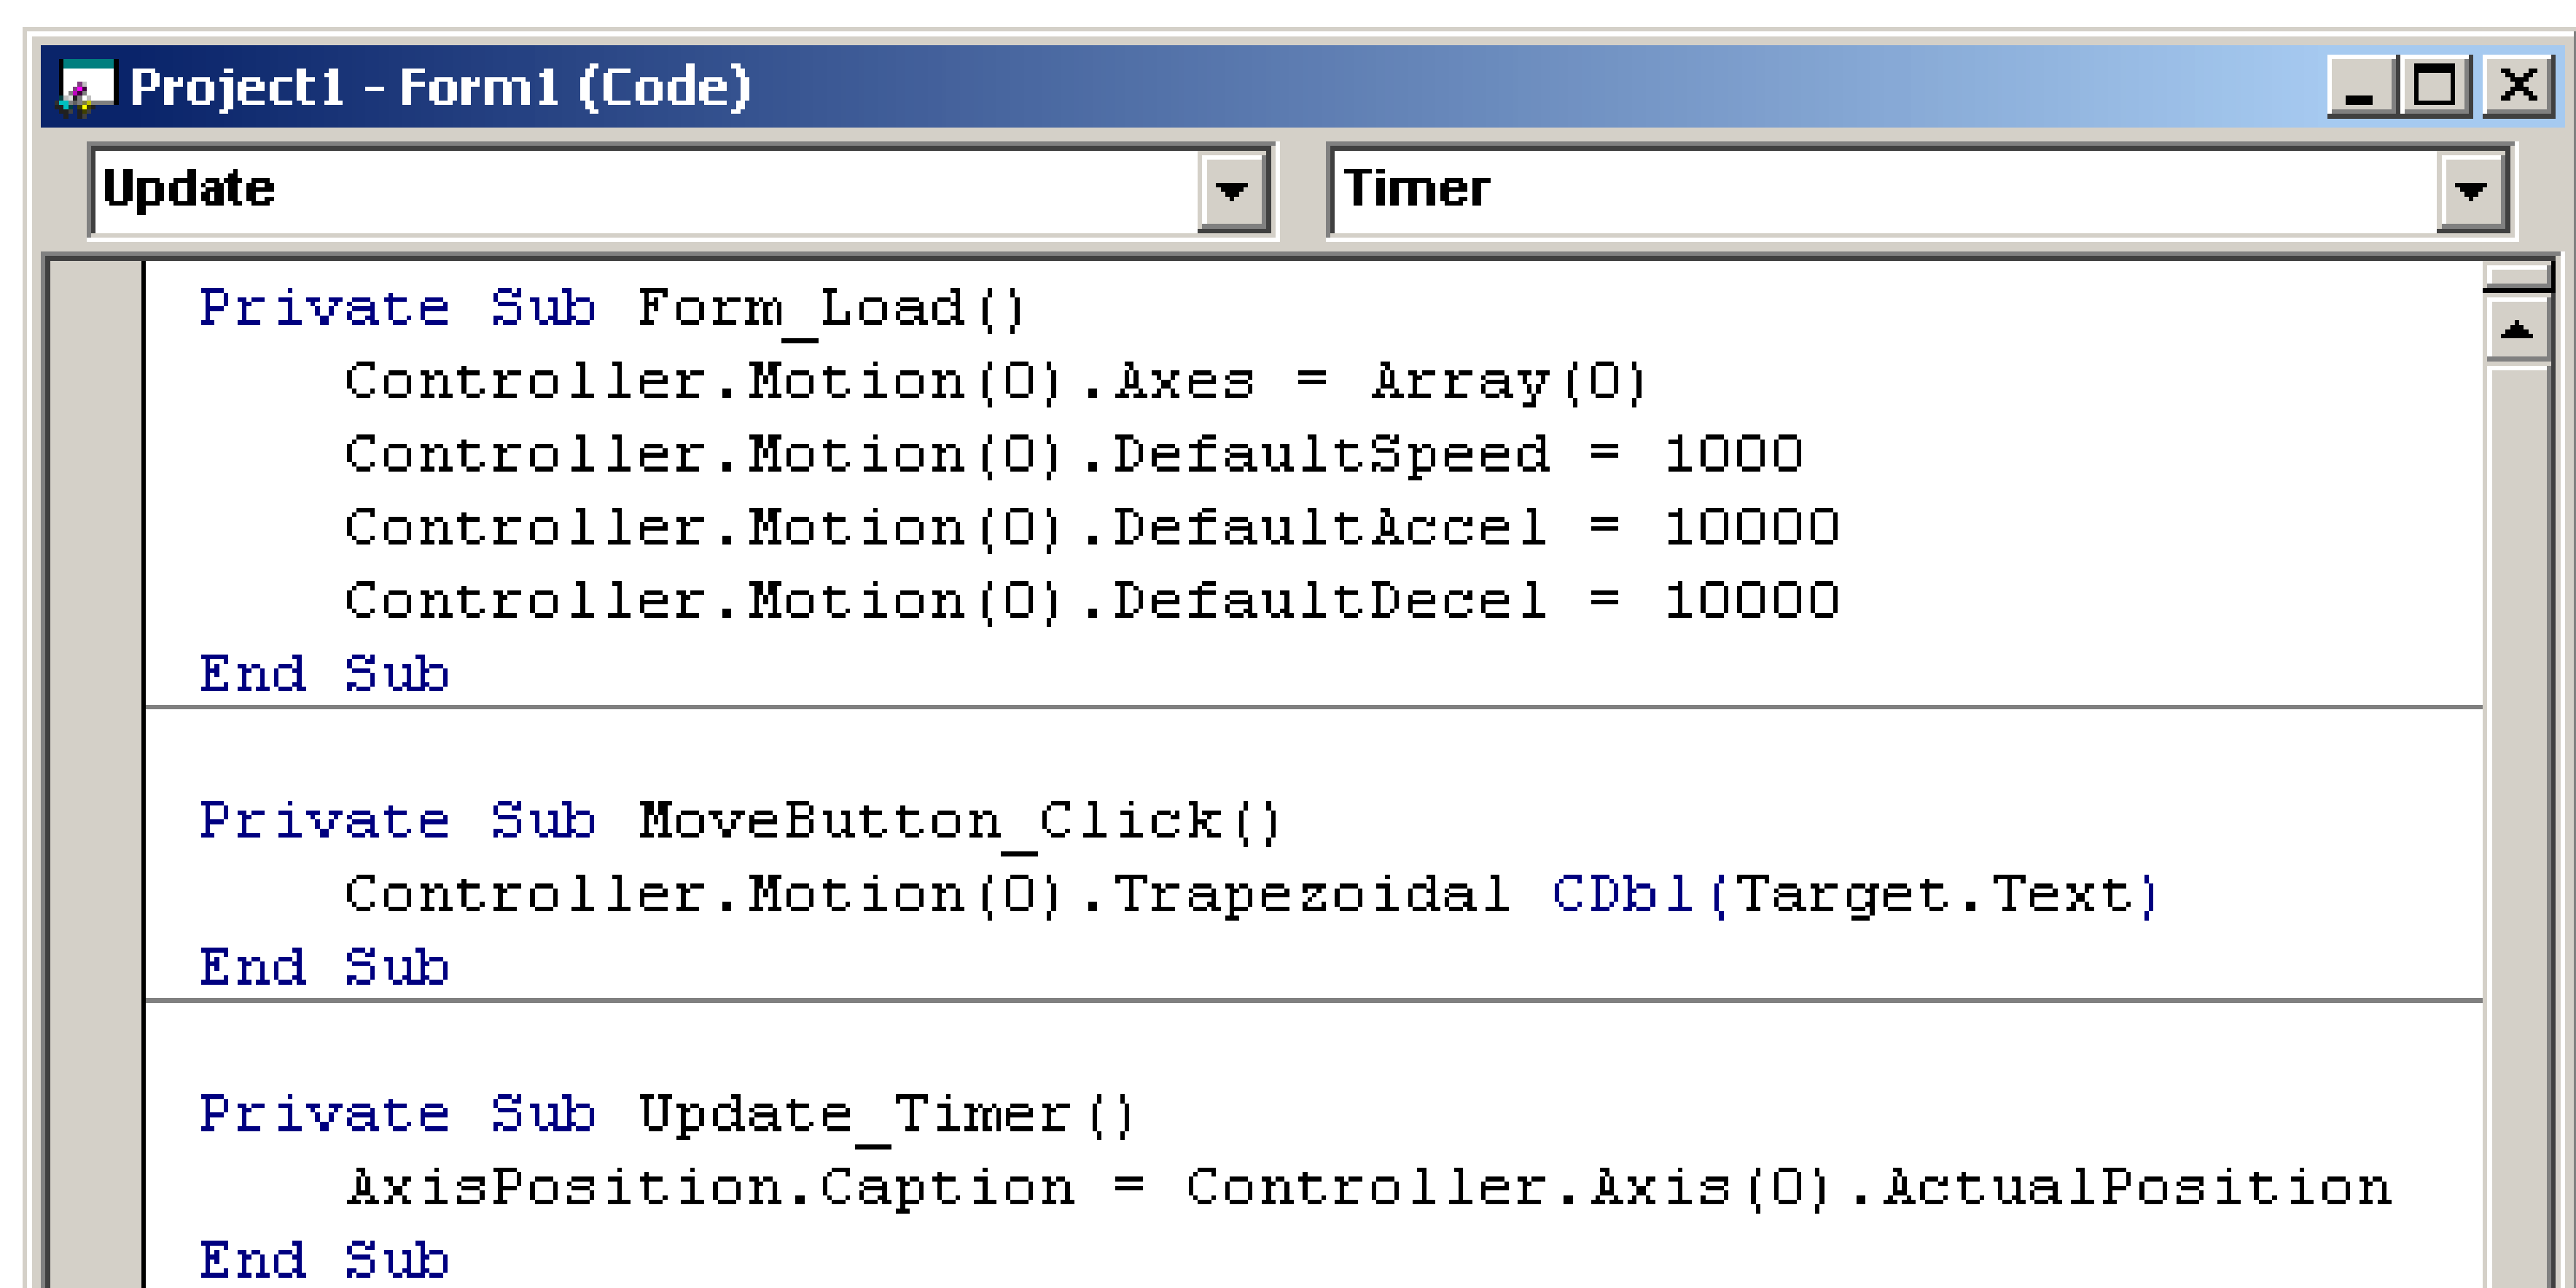 Project1 - Form1 (Code)
Update
Timer
Private Sub Form_Load()
    Controller.Motion(0).Axes = Array(0)
    Controller.Motion(0).DefaultSpeed = 1000
    Controller.Motion(0).DefaultAccel = 10000
    Controller.Motion(0).DefaultDecel = 10000
End Sub
Private Sub MoveButton_Click()
    Controller.Motion(0).Trapezoidal CDbl(Target.Text)
End Sub
Private Sub Update_Timer()
    AxisPosition.Caption = Controller.Axis(0).ActualPosition
End Sub